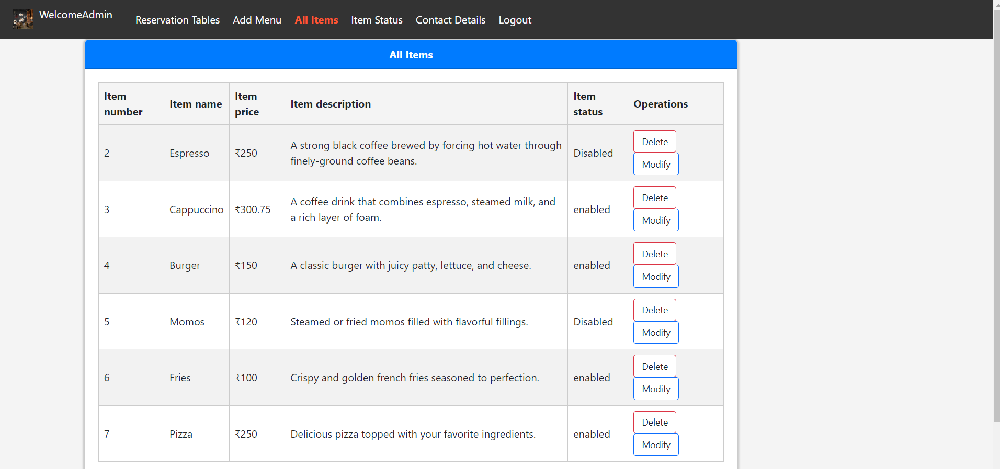 WelcomeAdmin
Reservation Tables Add Menu All Items Item Status Contact Details Logout
All Items
Item number Item name Item price Item description Item status Operations
2 Espresso ₹250 A strong black coffee brewed by forcing hot water through finely-ground coffee beans. Disabled Delete Modify
3 Cappuccino ₹300.75 A coffee drink that combines espresso, steamed milk, and a rich layer of foam. enabled Delete Modify
4 Burger ₹150 A classic burger with juicy patty, lettuce, and cheese. enabled Delete Modify
5 Momos ₹120 Steamed or fried momos filled with flavorful fillings. Disabled Delete Modify
6 Fries ₹100 Crispy and golden french fries seasoned to perfection. enabled Delete Modify
7 Pizza ₹250 Delicious pizza topped with your favorite ingredients. enabled Delete Modify